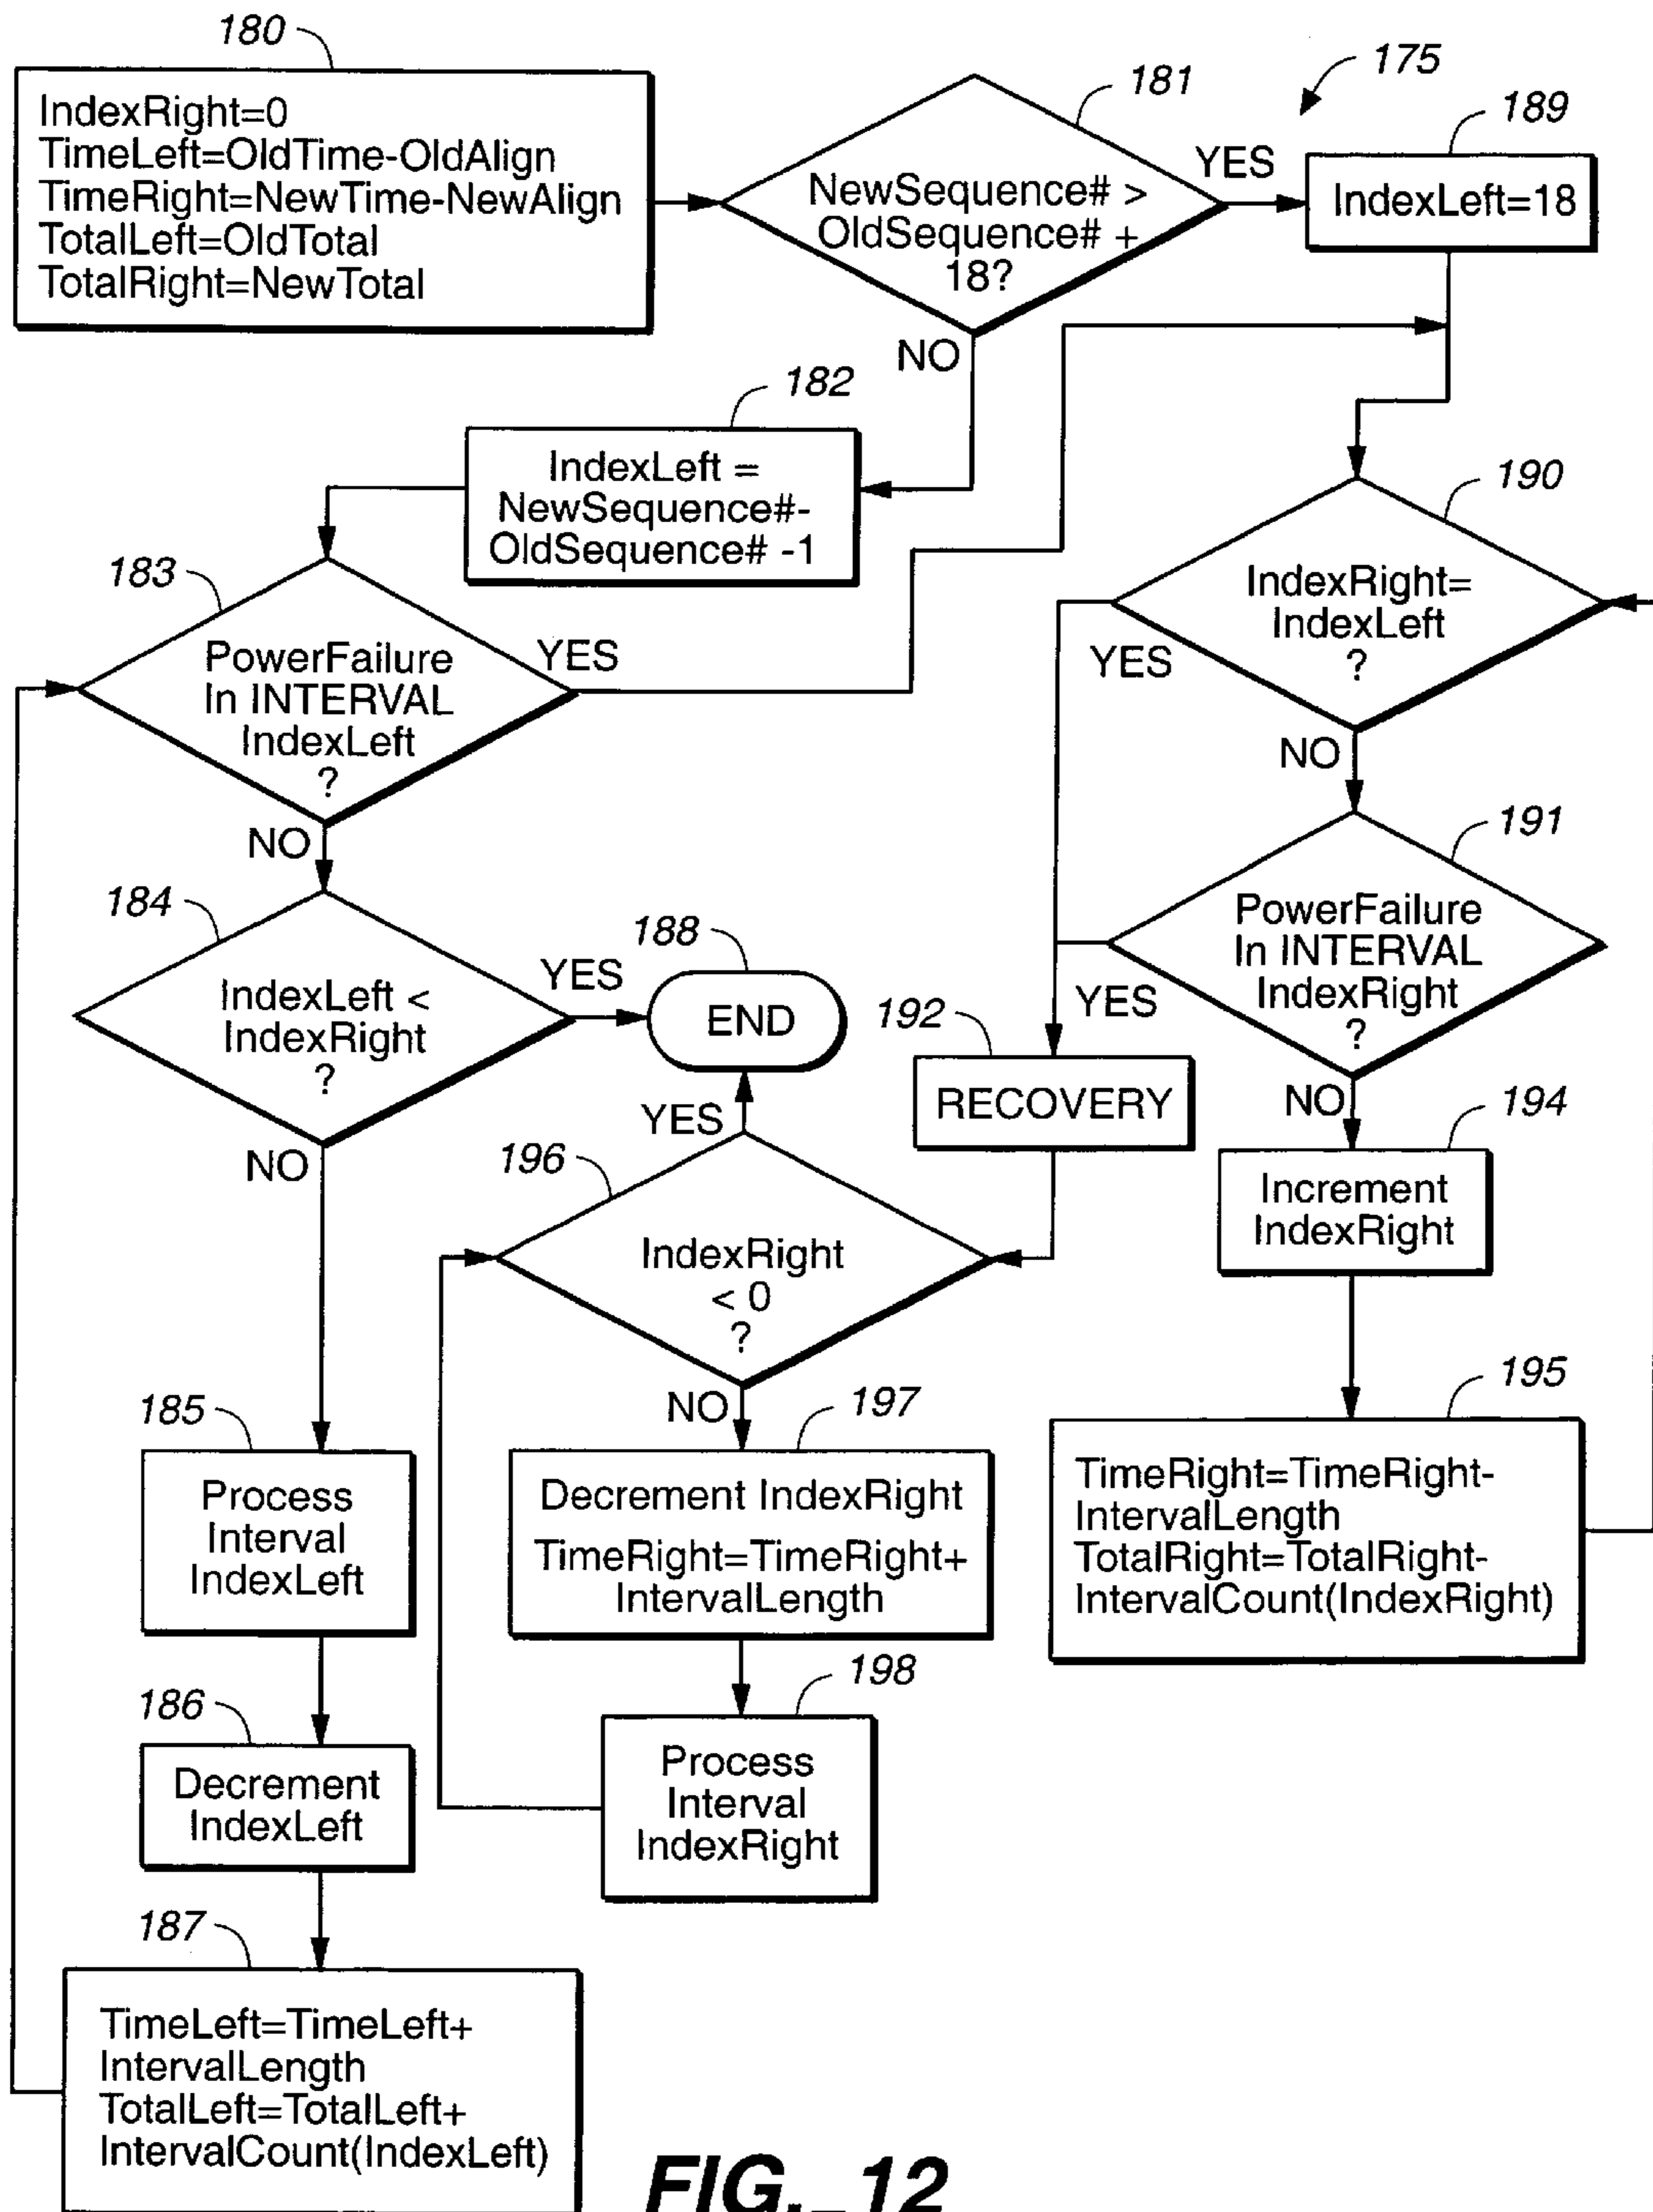 180
IndexRight=0
TimeLeft=OldTime-OldAlign
TimeRight=NewTime-NewAlign
TotalLeft=OldTotal
TotalRight=NewTotal
181
NewSequence# >
OldSequence# +
18?
YES
NO
175
189
IndexLeft=18
182
IndexLeft =
NewSequence#-
OldSequence# -1
183
PowerFailure
In INTERVAL
IndexLeft
?
YES
NO
190
IndexRight=
IndexLeft
?
YES
NO
191
PowerFailure
In INTERVAL
IndexRight
?
YES
NO
184
IndexLeft <
IndexRight
?
YES
NO
188
END
192
RECOVERY
194
Increment
IndexRight
196
YES
IndexRight
< 0
?
NO
195
TimeRight=TimeRight-
IntervalLength
TotalRight=TotalRight-
IntervalCount(IndexRight)
185
Process
Interval
IndexLeft
197
Decrement IndexRight
TimeRight=TimeRight+
IntervalLength
198
Process
Interval
IndexRight
186
Decrement
IndexLeft
187
TimeLeft=TimeLeft+
IntervalLength
TotalLeft=TotalLeft+
IntervalCount(IndexLeft)
FIG._12